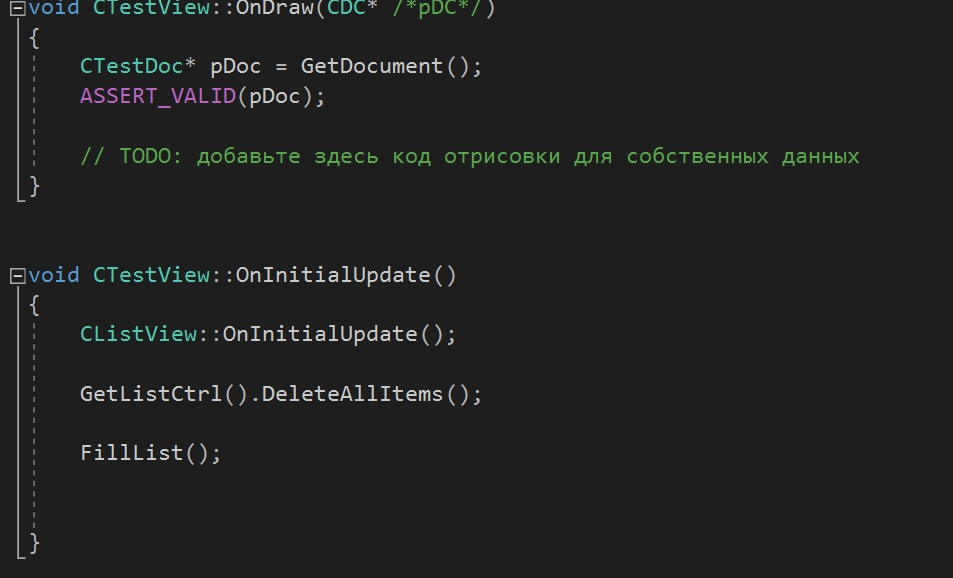 void CTestView::OnDraw(CDC* /*pDC*/)
{
CTestDoc* pDoc = GetDocument();
ASSERT_VALID(pDoc);
// TODO: добавьте здесь код отрисовки для собственных данных
}
void CTestView::OnInitialUpdate()
{
CListView::OnInitialUpdate();
GetListCtrl().DeleteAllItems();
FillList();
}